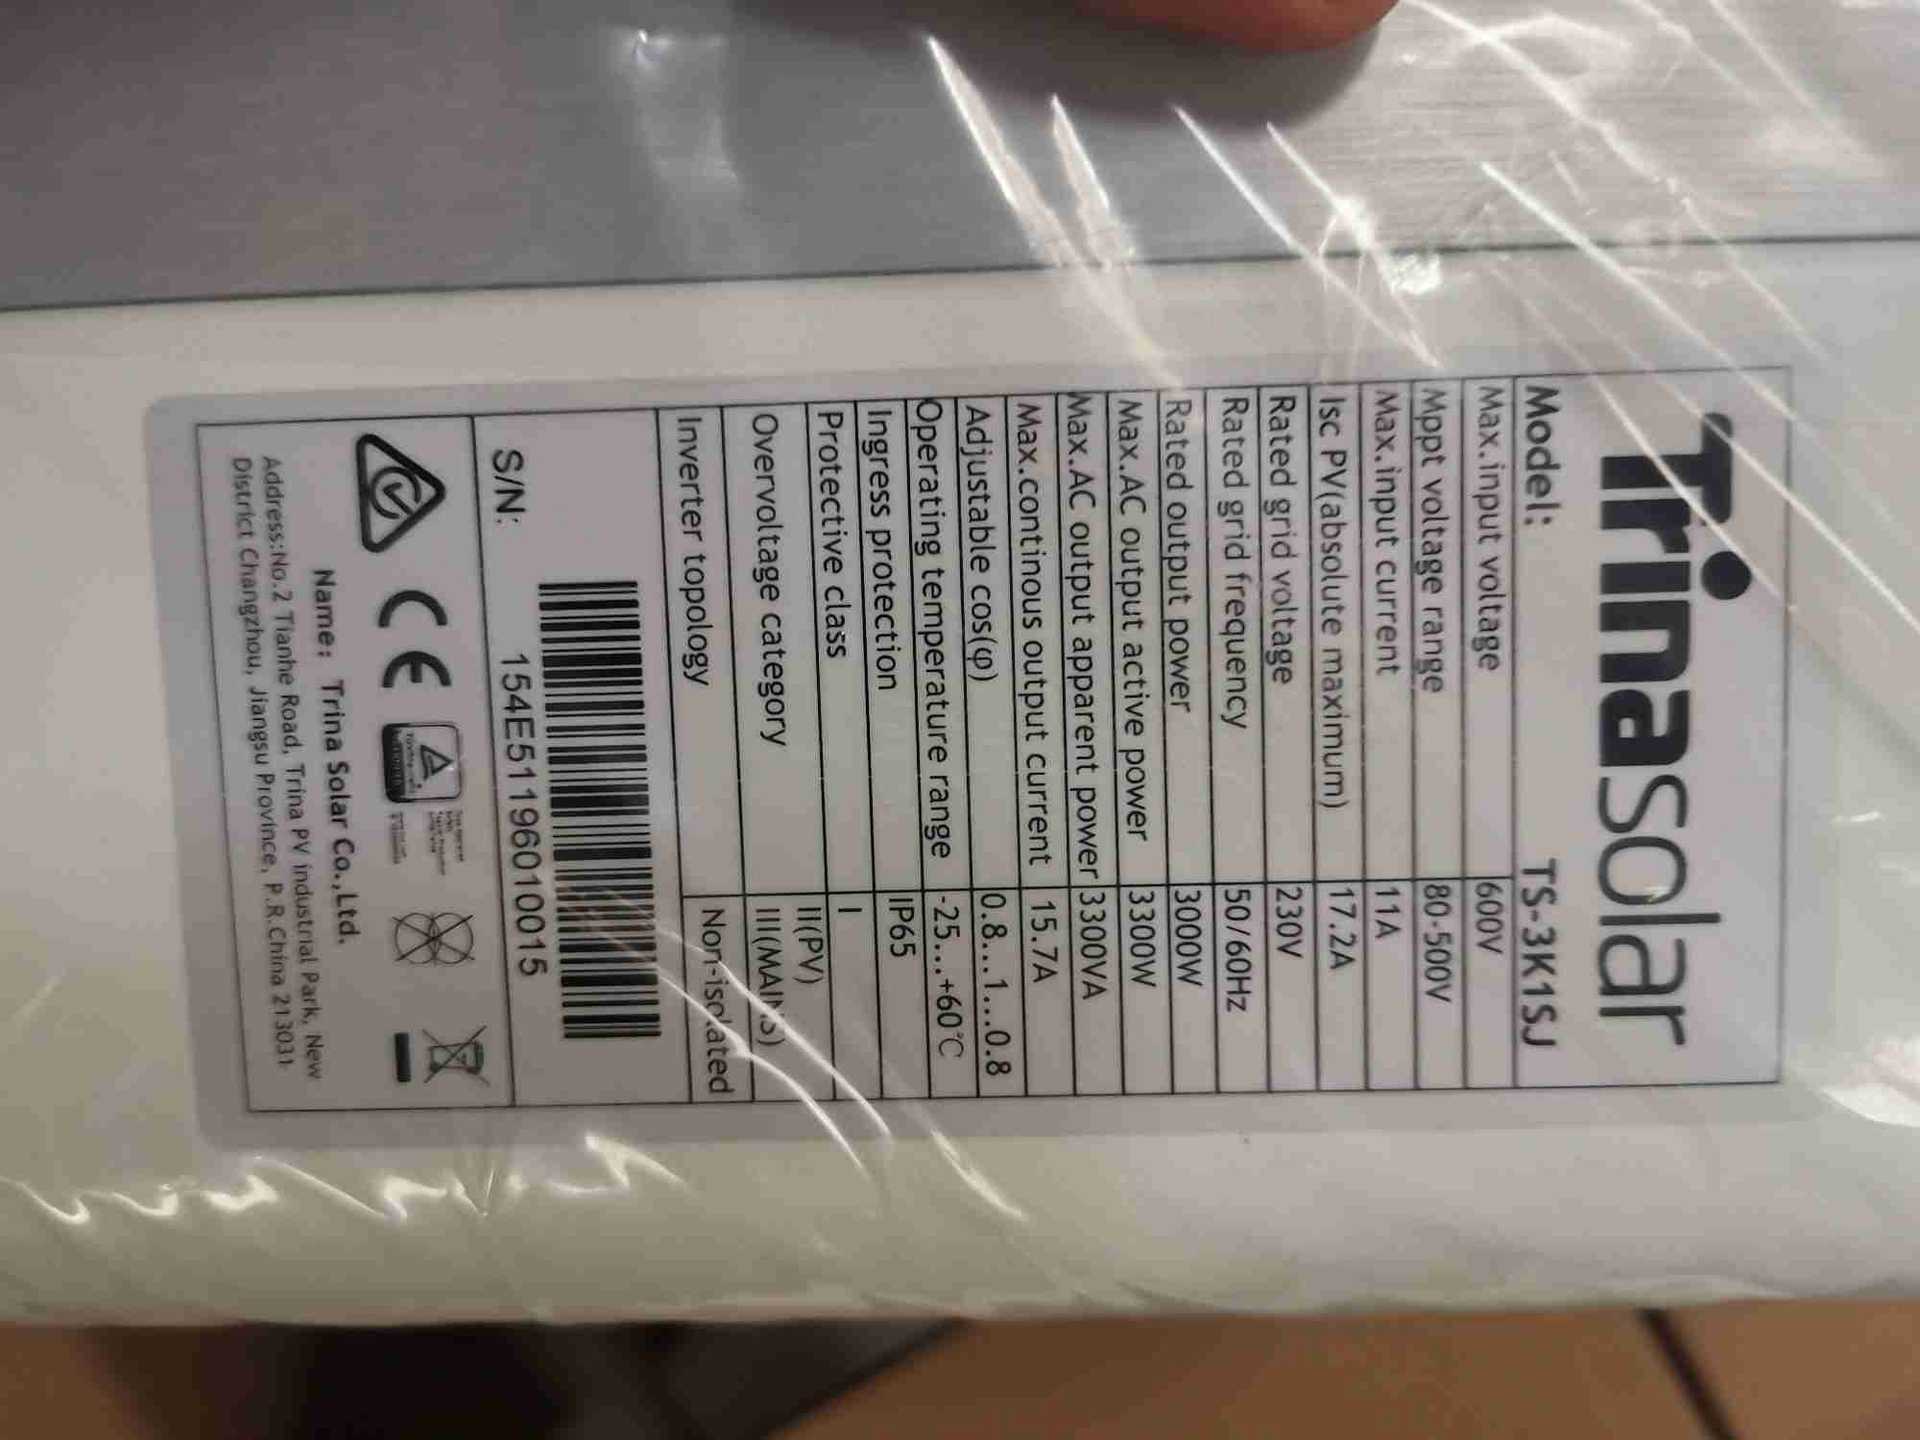 Trinasolar
Model: TS-3K1SJ
Max.input voltage 600V
Mppt voltage range 80-500V
Max.input current 11A
Isc PV(absolute maximum) 17.2A
Rated grid voltage 230V
Rated grid frequency 50/60Hz
Rated output power 3000W
Max.AC output active power 3300W
Max.AC output apparent power 3300VA
Max.continous output current 15.7A
Adjustable cos(φ) 0.8...1...0.8
Operating temperature range -25...+60℃
Ingress protection IP65
Protective class I
Overvoltage category II(PV)
III(MAINS)
Inverter topology Non-isolated
S/N: 154E51196010015
CE
Name: Trina Solar Co.,Ltd.
Address:No.2 Tianhe Road, Trina PV industrial Park, New
District Changzhou, Jiangsu Province, P.R.China 213031